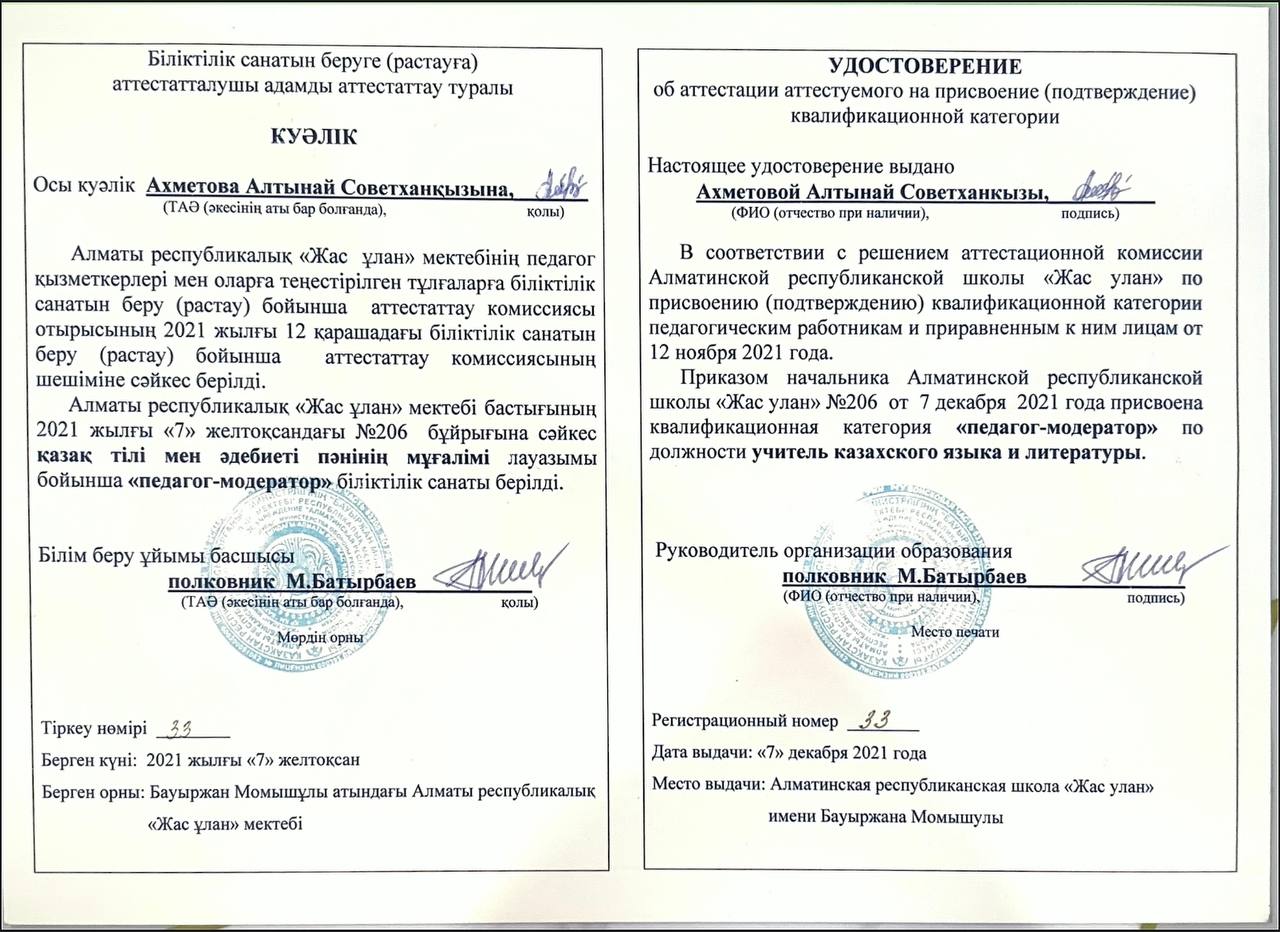 Біліктілік санатын беруге (растауға)
аттестатталушы адамды аттестаттау туралы
КУӘЛІК
Осы куәлік Ахметова Алтынай Советханқызына,
(ТАӘ (әкесінің аты бар болғанда), қолы)
Алматы республикалық «Жас ұлан» мектебінің педагог
қызметкерлері мен оларға теңестірілген тұлғаларға біліктілік
санатын беру (растау) бойынша аттестаттау комиссиясы
отырысының 2021 жылғы 12 қарашадағы біліктілік санатын
беру (растау) бойынша аттестаттау комиссиясының
шешіміне сәйкес берілді.
Алматы республикалық «Жас ұлан» мектебі бастығының
2021 жылғы «7» желтоқсандағы №206 бұйрығына сәйкес
қазақ тілі мен әдебиеті пәнінің мұғалімі лауазымы
бойынша «педагог-модератор» біліктілік санаты берілді.
Білім беру ұйымы басшысы
полковник М.Батырбаев
(ТАӘ (әкесінің аты бар болғанда), қолы)
Мөрдің орны
Тіркеу нөмірі 33
Берген күні: 2021 жылғы «7» желтоқсан
Берген орны: Бауыржан Момышұлы атындағы Алматы республикалық
«Жас ұлан» мектебі
УДОСТОВЕРЕНИЕ
об аттестации аттестуемого на присвоение (подтверждение)
квалификационной категории
Настоящее удостоверение выдано
Ахметовой Алтынай Советханкызы,
(ФИО (отчество при наличии), подпись)
В соответствии с решением аттестационной комиссии
Алматинской республиканской школы «Жас улан» по
присвоению (подтверждению) квалификационной категории
педагогическим работникам и приравненным к ним лицам от
12 ноября 2021 года.
Приказом начальника Алматинской республиканской
школы «Жас улан» №206 от 7 декабря 2021 года присвоена
квалификационная категория «педагог-модератор» по
должности учитель казахского языка и литературы.
Руководитель организации образования
полковник М.Батырбаев
(ФИО (отчество при наличии), подпись)
Место печати
Регистрационный номер 33
Дата выдачи: «7» декабря 2021 года
Место выдачи: Алматинская республиканская школа «Жас улан»
имени Бауыржана Момышулы